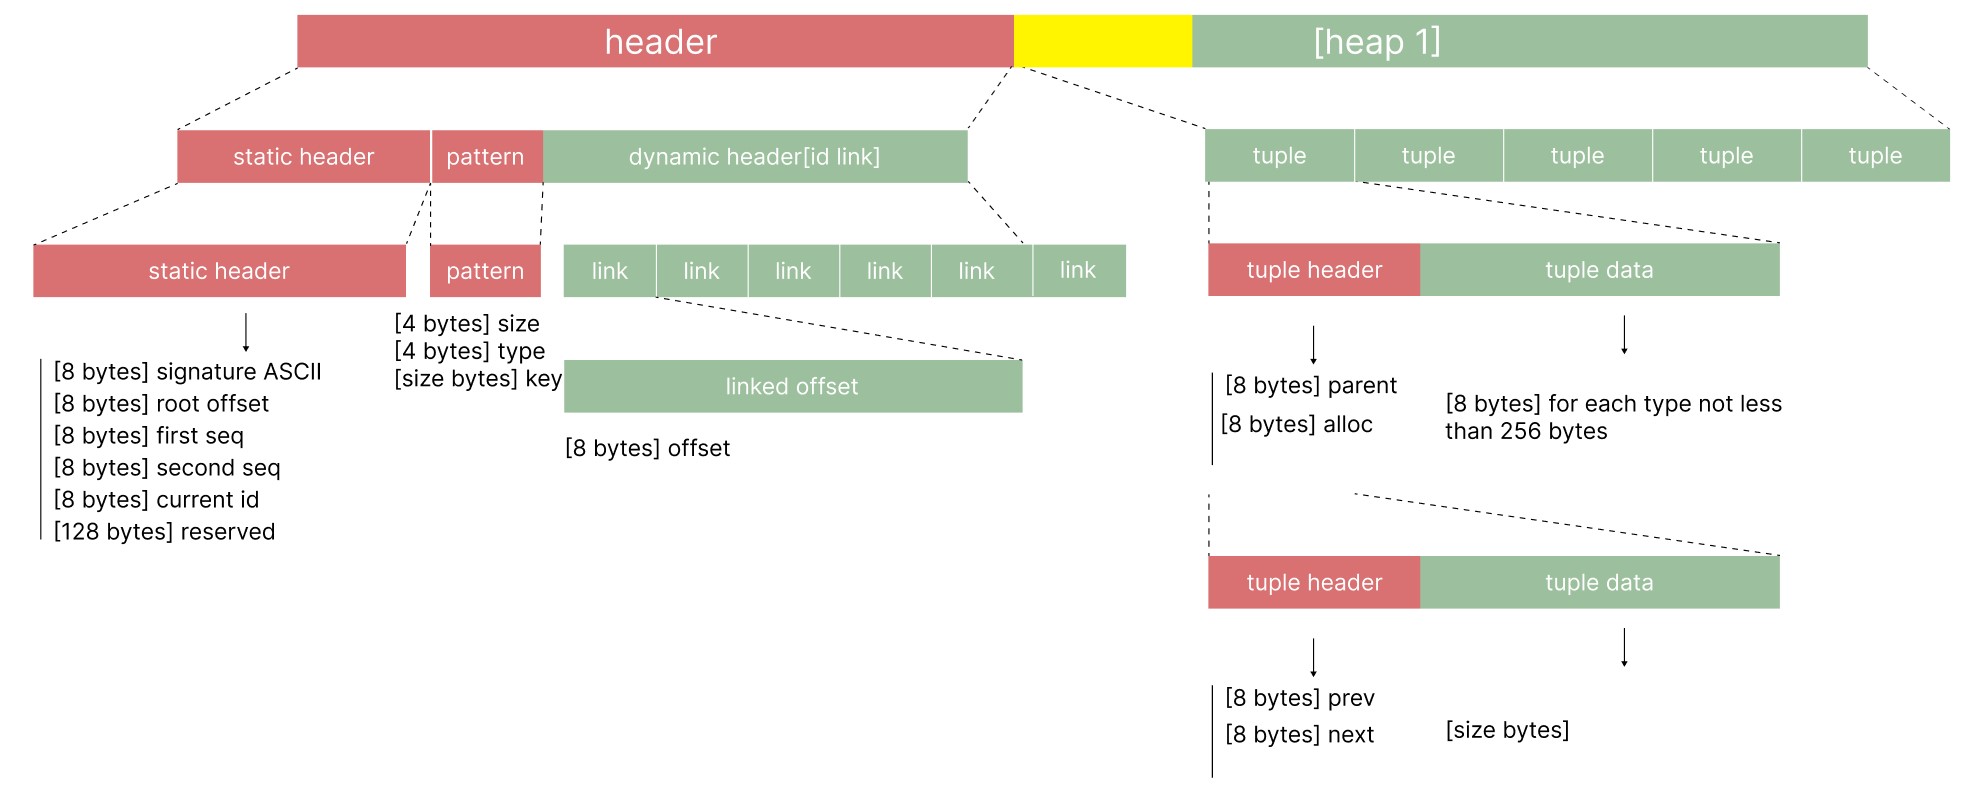 header
[heap 1]
static header
pattern
dynamic header[id link]
tuple
tuple
tuple
tuple
tuple
static header
pattern
link
link
link
link
link
link
tuple header
tuple data
[4 bytes] size
[4 bytes] type
[size bytes] key
linked offset
[8 bytes] offset
[8 bytes] signature ASCII
[8 bytes] root offset
[8 bytes] first seq
[8 bytes] second seq
[8 bytes] current id
[128 bytes] reserved
[8 bytes] parent
[8 bytes] alloc
[8 bytes] for each type not less
than 256 bytes
tuple header
tuple data
[8 bytes] prev
[8 bytes] next
[size bytes]